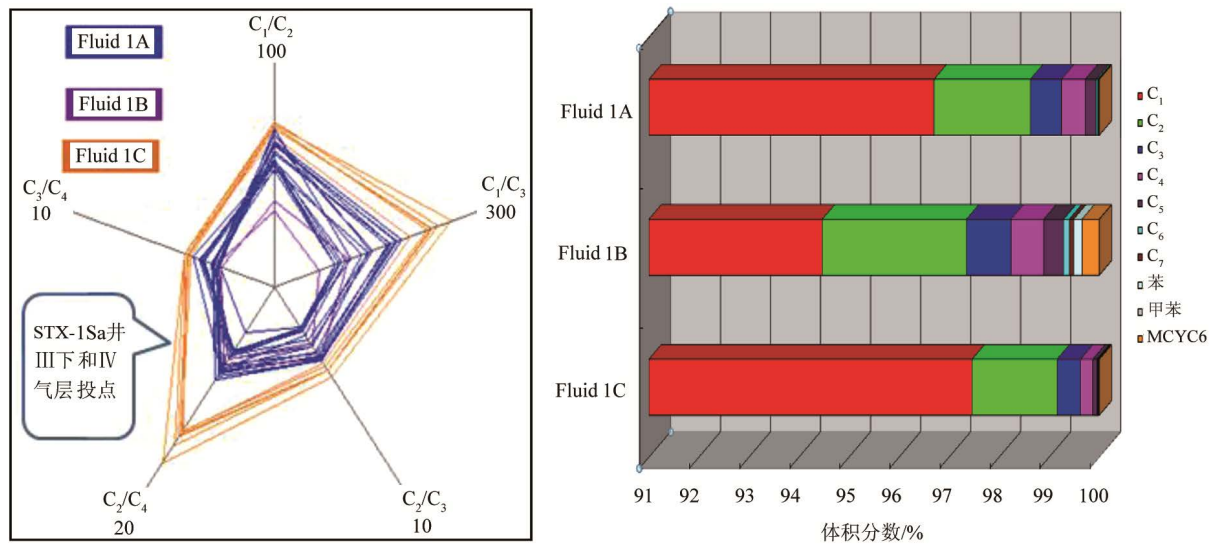 C₁/C₂
100
Fluid 1A
Fluid 1B
Fluid 1C
C₁/C₃
300
C₃/C₄
10
STX-1Sa井
III下和IV
气层投点
C₂/C₄
20
C₂/C₃
10
Fluid 1A
Fluid 1B
Fluid 1C
91 92 93 94 95 96 97 98 99 100
体积分数/%
C₁
C₂
C₃
C₄
C₅
C₆
C₇
苯
甲苯
MCYC6